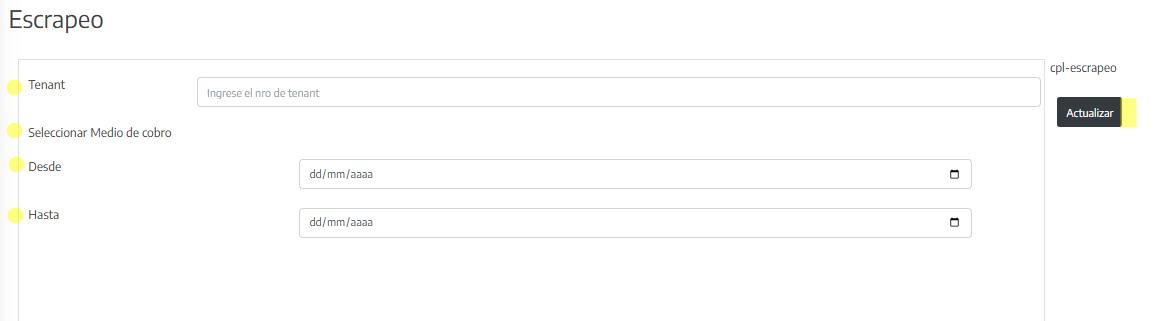 Escrapeo
Tenant
Ingrese el nro de tenant
cpl-escrapeo
Actualizar
Seleccionar Medio de cobro
Desde
dd/mm/aaaa
Hasta
dd/mm/aaaa